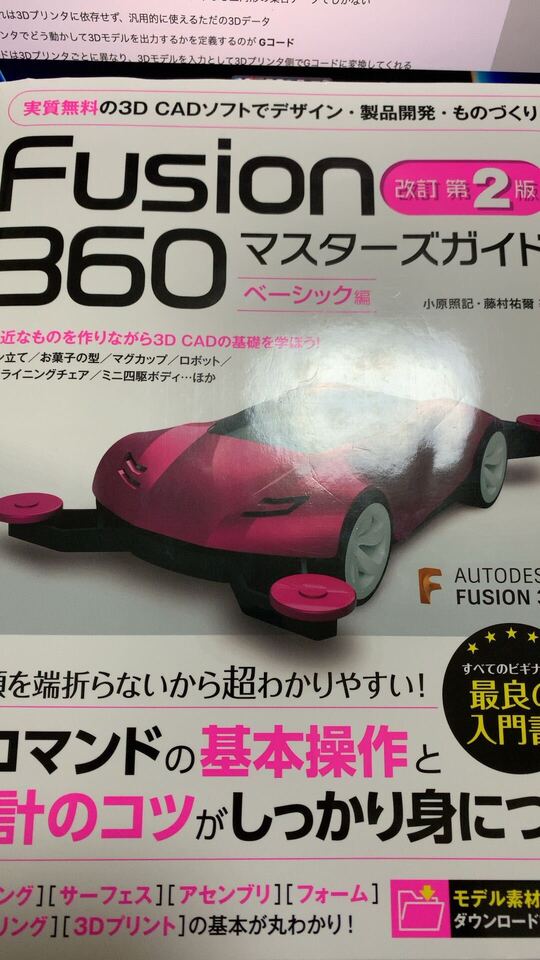 れは3Dプリンタに依存せず、汎用的に使えるただの3Dデータ
ンタでどう動かして3Dモデルを出力するかを定義するのが Gコード
ドは3Dプリンタごとに異なり、3Dモデルを入力として3Dプリンタ側でGコードに変換してくれる
実質無料の3D CADソフトでデザイン・製品開発・ものづくり
Fusion
360
改訂 第2版
マスターズガイド
ベーシック編
小原照記・藤村祐爾
近なものを作りながら3D CADの基礎を学ぼう!
ン立て/お菓子の型/マグカップ/ロボット/
ライニングチェア/ミニ四駆ボディ…ほか
AUTODES
FUSION 3
を端折らないから超わかりやすい!
すべてのビギナ
最良の
入門書
コマンドの基本操作と
計のコツがしっかり身につ
ング][サーフェス][アセンブリ][フォーム]
リング][3Dプリント]の基本が丸わかり!
モデル素材
ダウンロード